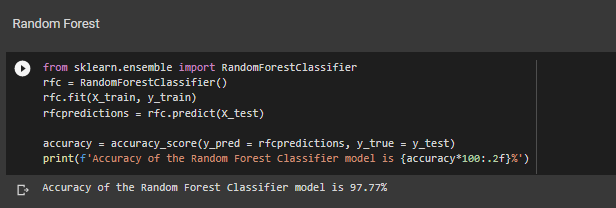 Random Forest
from sklearn.ensemble import RandomForestClassifier
rfc = RandomForestClassifier()
rfc.fit(X_train, y_train)
rfcpredictions = rfc.predict(X_test)
accuracy = accuracy_score(y_pred = rfcpredictions, y_true = y_test)
print(f'Accuracy of the Random Forest Classifier model is {accuracy*100:.2f}%')
Accuracy of the Random Forest Classifier model is 97.77%